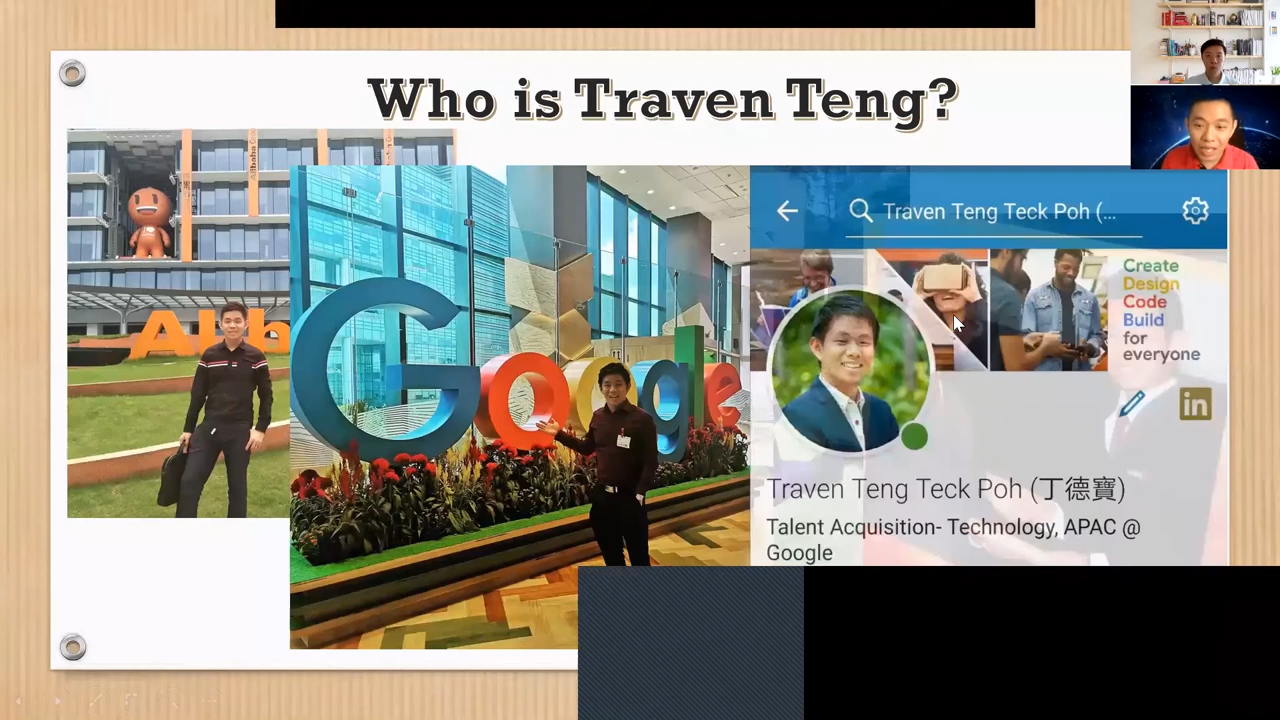 Who is Traven Teng?
Alibaba
Alib
Google
Traven Teng Teck Poh (...
Create
Design
Code
Build
for
everyone
in
Traven Teng Teck Poh (丁德寶)
Talent Acquisition- Technology, APAC @
Google